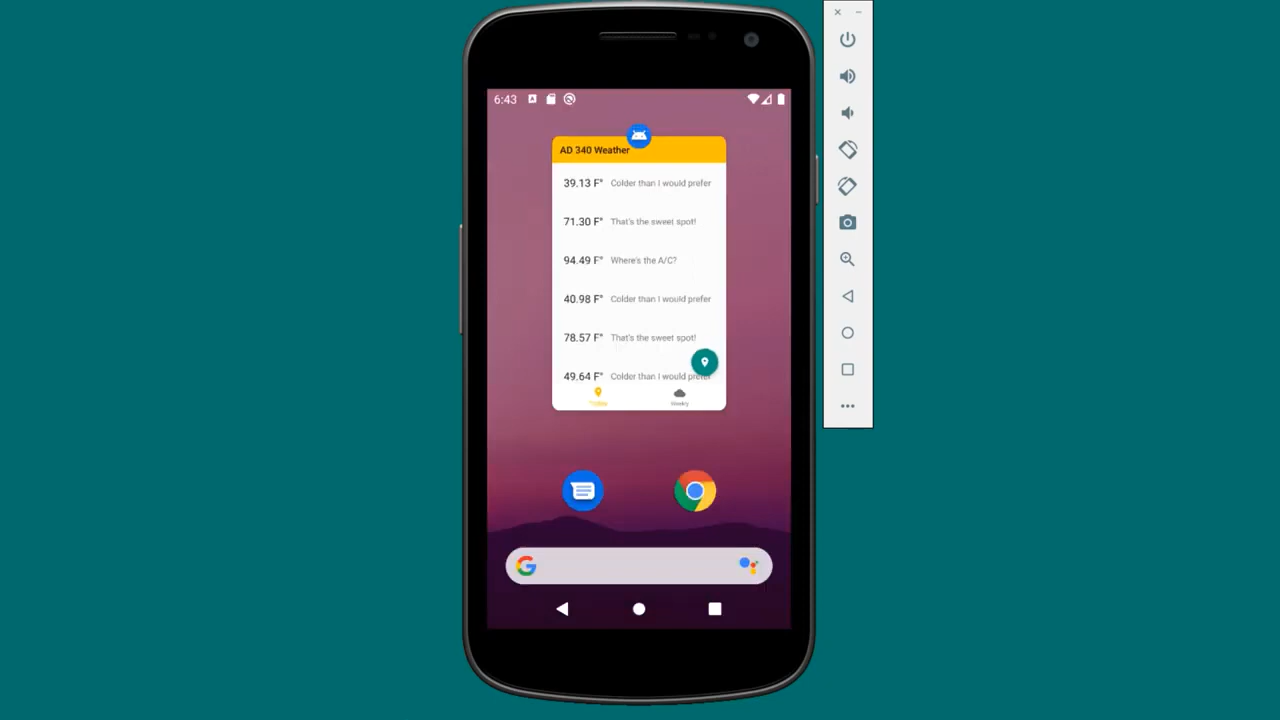 6:43
AD 340 Weather
39.13 F° Colder than I would prefer
71.30 F° That's the sweet spot!
94.49 F° Where's the A/C?
40.98 F° Colder than I would prefer
78.57 F° That's the sweet spot!
49.64 F° Colder than I would prefer
Weekly